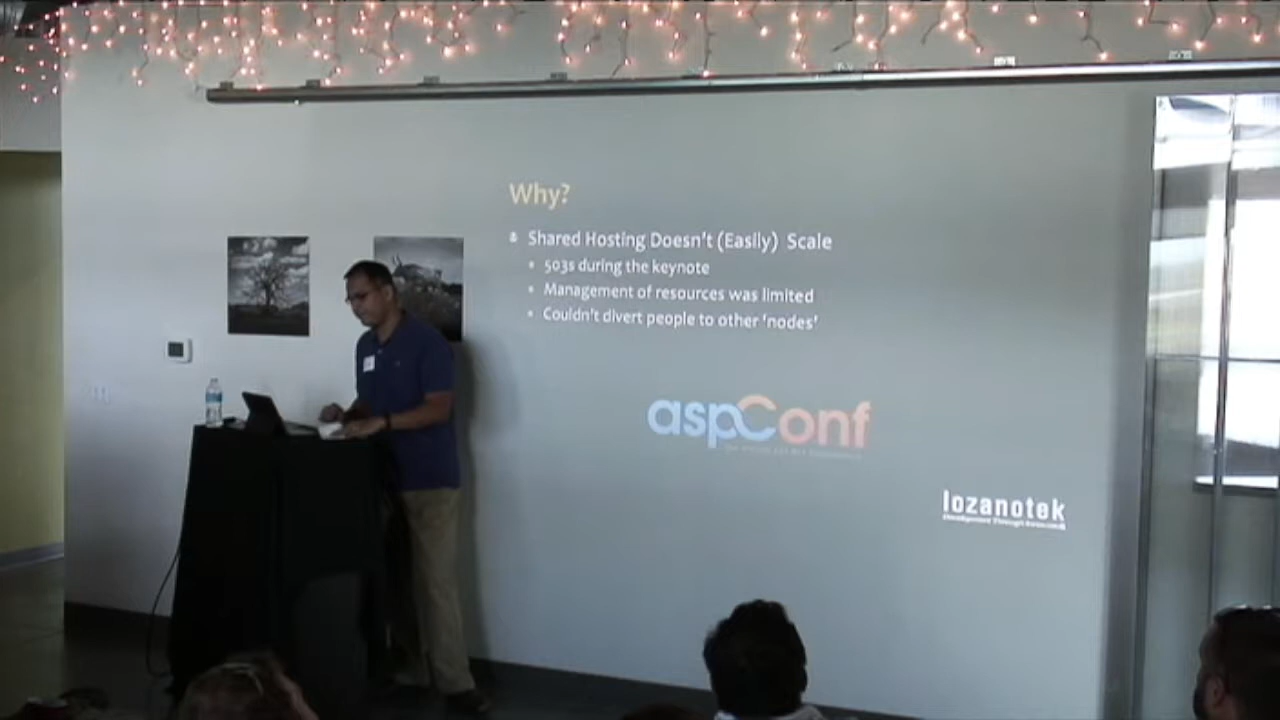 Why?
Shared Hosting Doesn't (Easily) Scale
503s during the keynote
Management of resources was limited
Couldn't divert people to other 'nodes'
aspConf
lozanotek